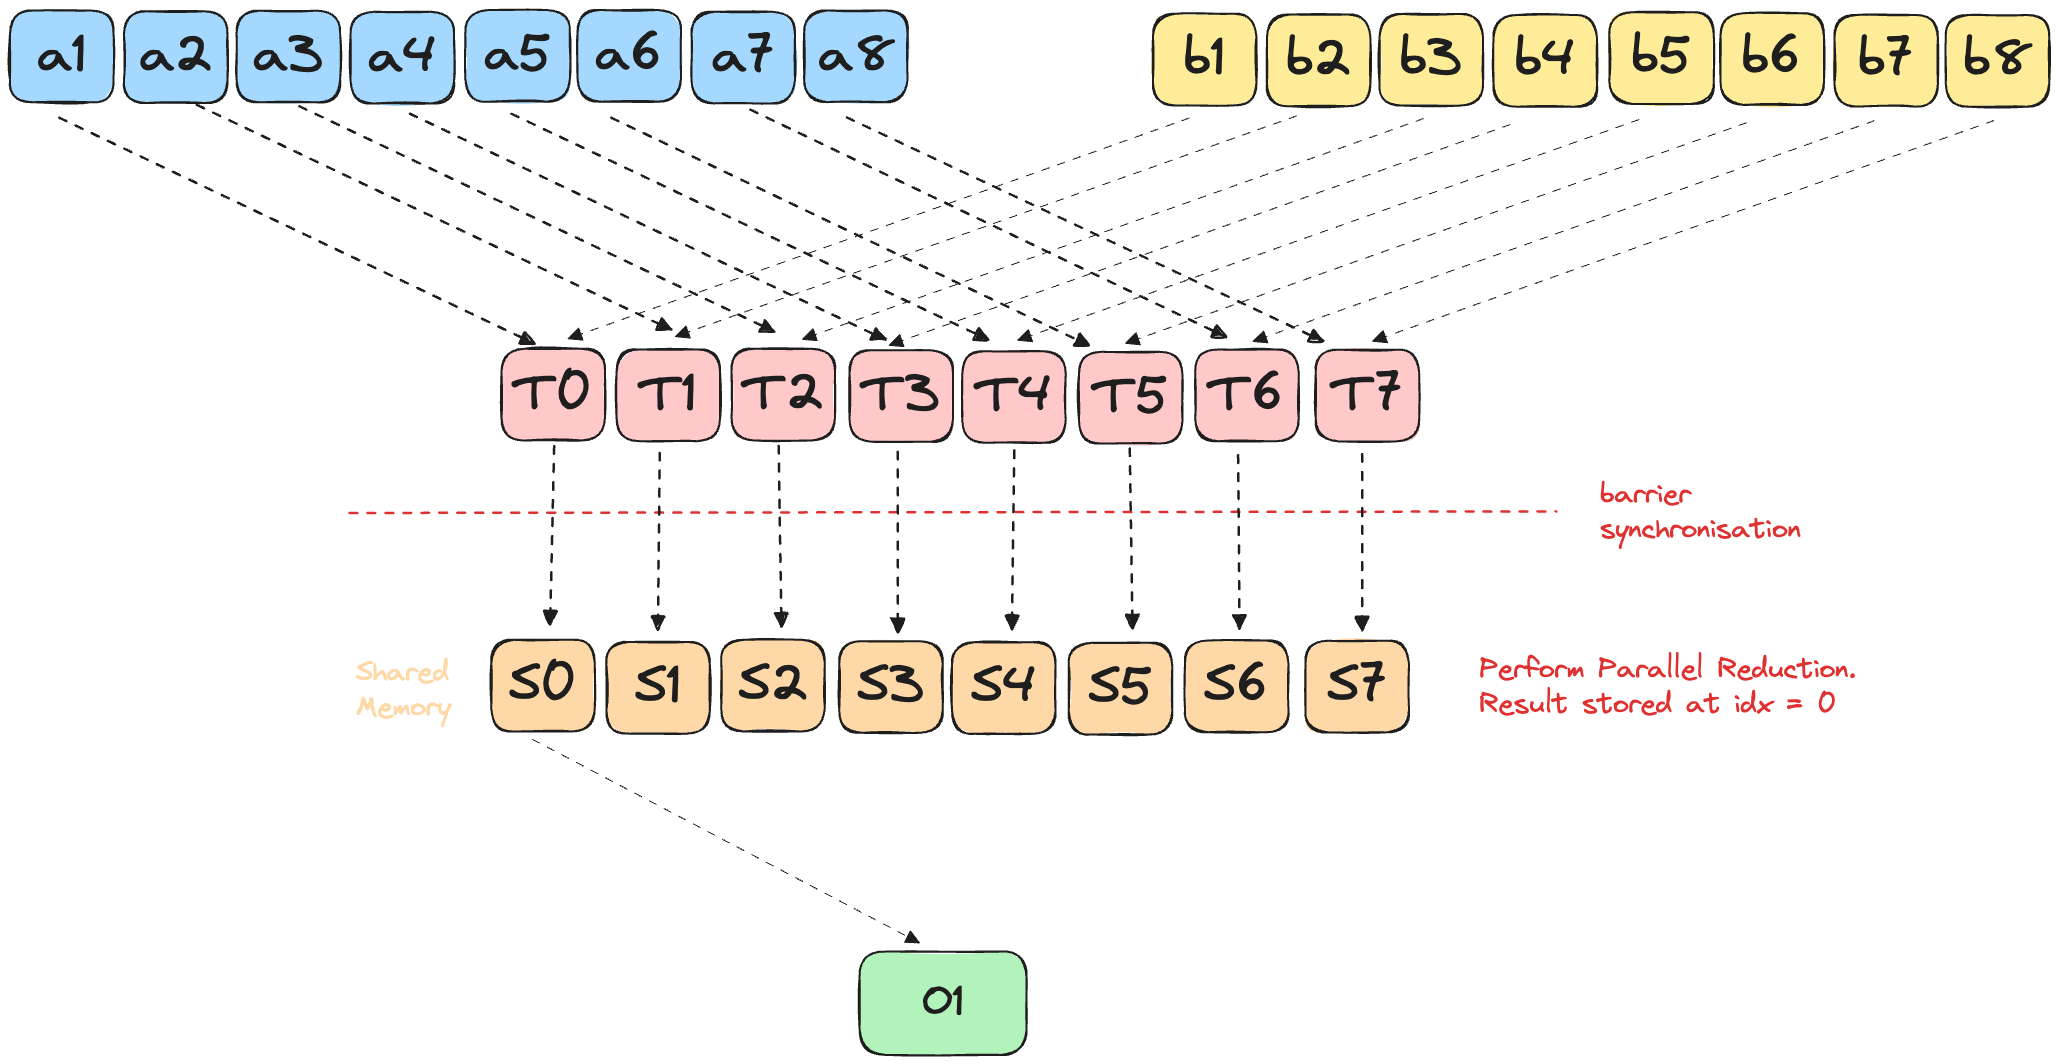 a1 a2 a3 a4 a5 a6 a7 a8 b1 b2 b3 b4 b5 b6 b7 b8
T0 T1 T2 T3 T4 T5 T6 T7
barrier
synchronisation
Shared
Memory
S0 S1 S2 S3 S4 S5 S6 S7
Perform Parallel Reduction.
Result stored at idx = 0
O1